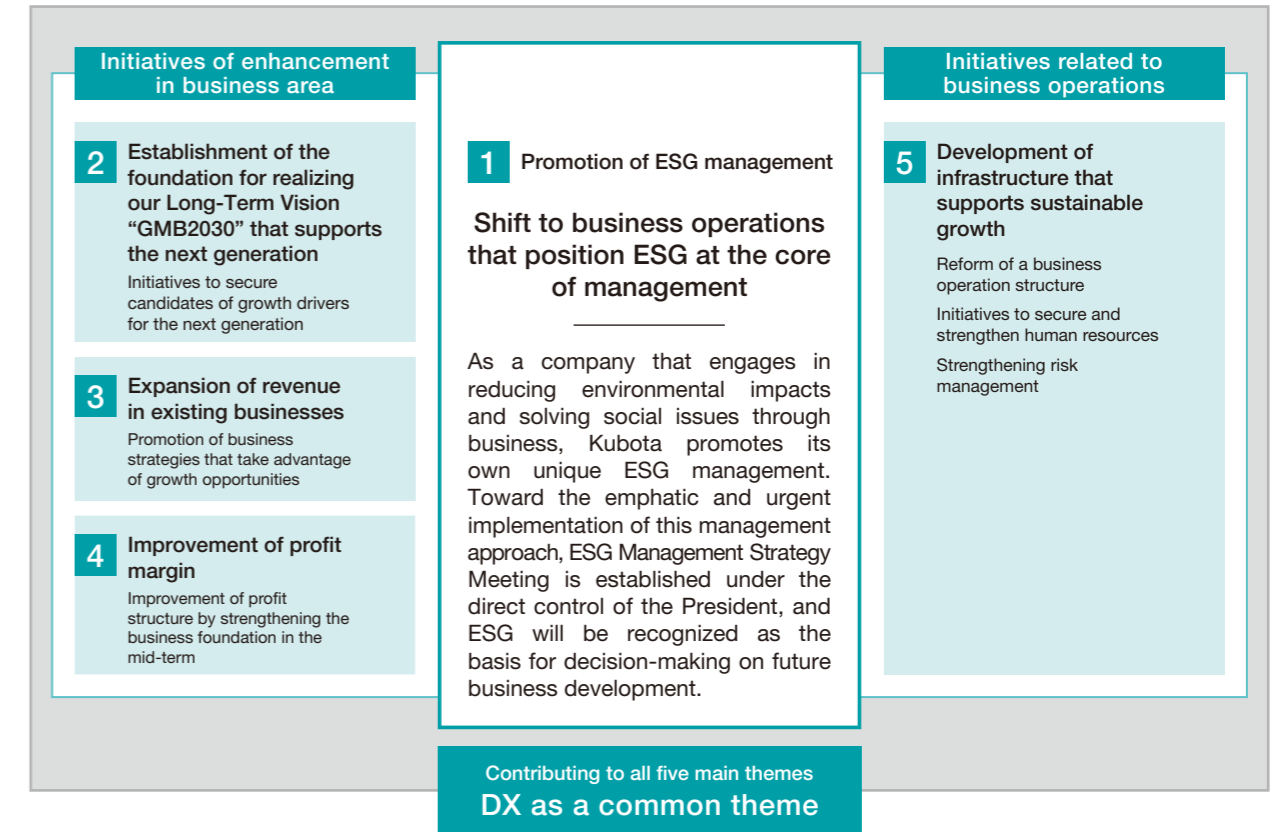 Initiatives of enhancement
in business area
2
Establishment of the
foundation for realizing
our Long-Term Vision
“GMB2030” that supports
the next generation
Initiatives to secure
candidates of growth drivers
for the next generation
3
Expansion of revenue
in existing businesses
Promotion of business
strategies that take advantage
of growth opportunities
4
Improvement of profit
margin
Improvement of profit
structure by strengthening the
business foundation in the
mid-term
1
Promotion of ESG management
Shift to business operations
that position ESG at the core
of management
As a company that engages in
reducing environmental impacts
and solving social issues through
business, Kubota promotes its
own unique ESG management.
Toward the emphatic and urgent
implementation of this management
approach, ESG Management Strategy
Meeting is established under the
direct control of the President, and
ESG will be recognized as the
basis for decision-making on future
business development.
Initiatives related to
business operations
5
Development of
infrastructure that
supports sustainable
growth
Reform of a business
operation structure
Initiatives to secure and
strengthen human resources
Strengthening risk
management
Contributing to all five main themes
DX as a common theme